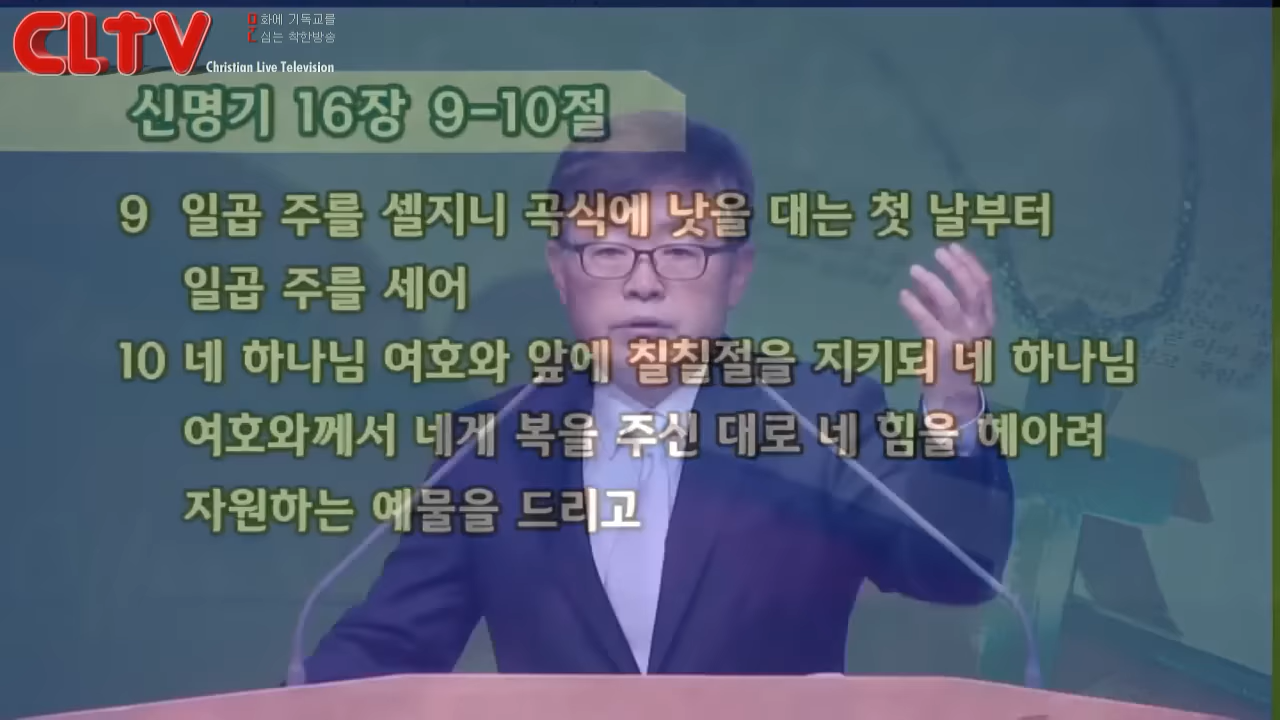 CLTV
문화에 기독교를
심는 착한방송
Christian Live Television
신명기 16장 9-10절
9 일곱 주를 셀지니 곡식에 낫을 대는 첫 날부터
일곱 주를 세어
10 네 하나님 여호와 앞에 칠칠절을 지키되 네 하나님
여호와께서 네게 복을 주신 대로 네 힘을 헤아려
자원하는 예물을 드리고